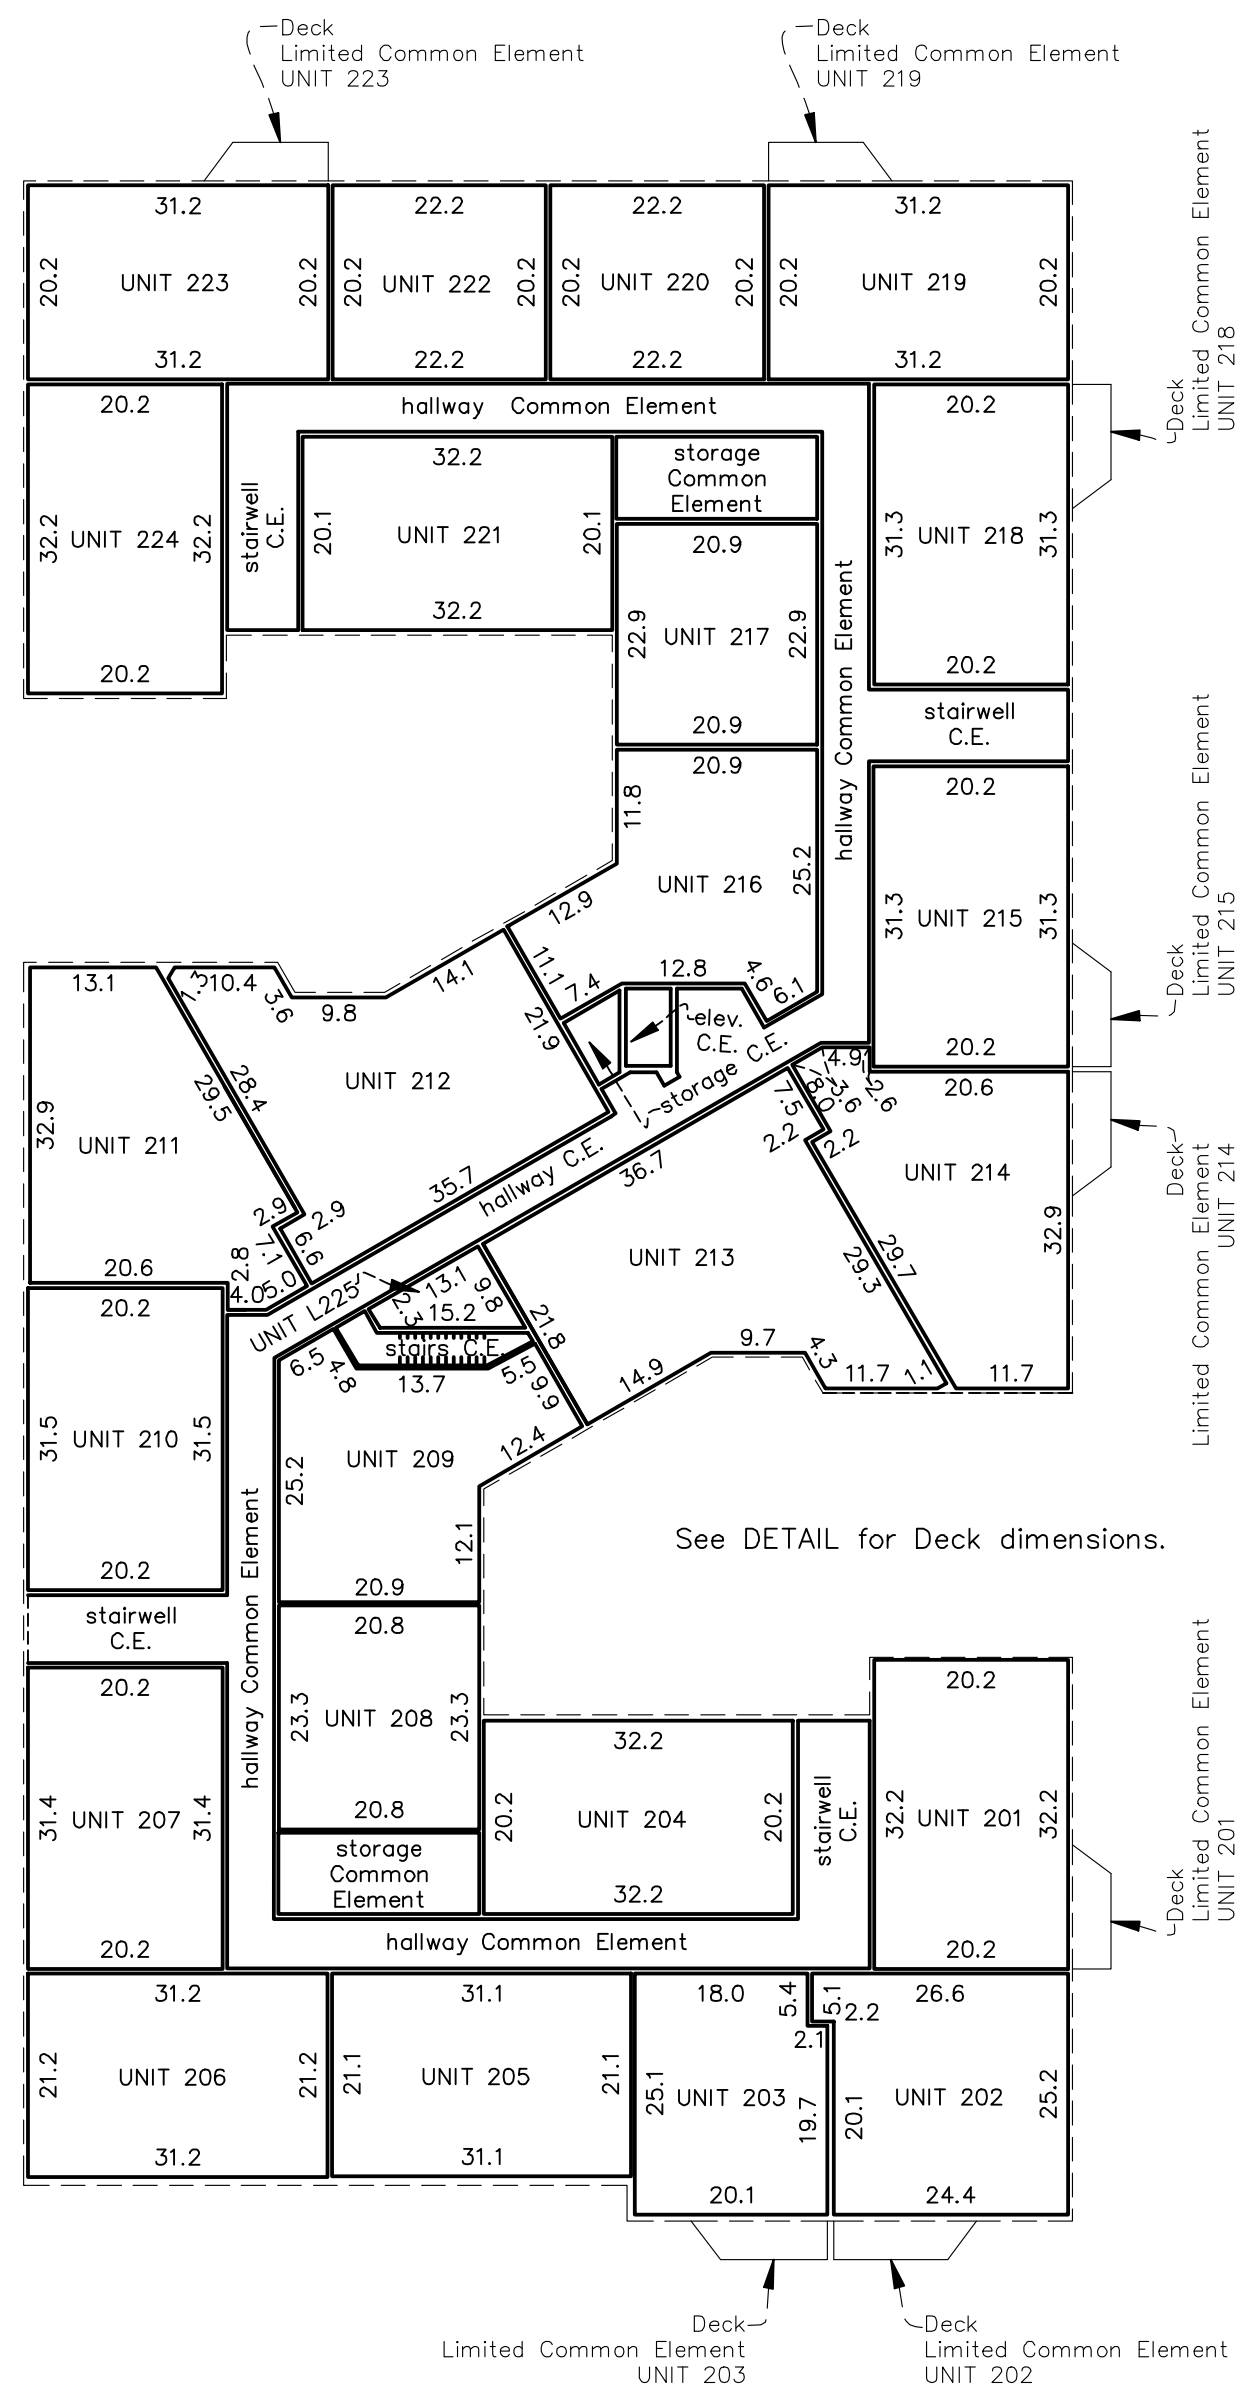 Deck
Limited Common Element
UNIT 223
Deck
Limited Common Element
UNIT 219
31.2
20.2
UNIT 223
20.2
31.2
22.2
20.2
UNIT 222
20.2
22.2
22.2
20.2
UNIT 220
20.2
22.2
31.2
20.2
UNIT 219
20.2
31.2
Deck
Limited Common Element
UNIT 218
20.2
32.2
UNIT 224
32.2
20.2
hallway Common Element
stairwell
C.E.
32.2
20.1
UNIT 221
20.1
32.2
storage
Common
Element
20.9
22.9
UNIT 217
22.9
20.9
hallway Common Element
20.2
31.3
UNIT 218
31.3
20.2
stairwell
C.E.
20.9
11.8
UNIT 216
25.2
12.9
11.1
7.4
12.8
4.6
6.1
20.2
31.3
UNIT 215
31.3
20.2
Deck
Limited Common Element
UNIT 215
13.1
32.9
UNIT 211
29.5
2.9
7.1
2.8
5.0
4.0
20.6
1.3
10.4
3.6
9.8
14.1
21.9
UNIT 212
28.4
2.9
6.6
35.7
elev.
C.E.
storage C.E.
hallway C.E.
4.9
2.6
3.6
8.0
20.6
2.2
UNIT 214
32.9
29.7
11.7
Deck
Limited Common Element
UNIT 214
36.7
7.5
2.2
UNIT 213
29.3
21.8
14.9
9.7
4.3
11.7
1.1
UNIT L225
13.1
9.8
2.3
15.2
stairs C.E.
6.5
4.8
13.7
5.5
9.9
UNIT 209
25.2
12.4
12.1
20.9
20.2
31.5
UNIT 210
31.5
20.2
hallway Common Element
See DETAIL for Deck dimensions.
stairwell
C.E.
20.8
23.3
UNIT 208
23.3
20.8
20.2
31.4
UNIT 207
31.4
20.2
storage
Common
Element
32.2
20.2
UNIT 204
20.2
32.2
stairwell
C.E.
20.2
32.2
UNIT 201
32.2
20.2
Deck
Limited Common Element
UNIT 201
hallway Common Element
31.2
21.2
UNIT 206
21.2
31.2
31.1
21.1
UNIT 205
21.1
31.1
18.0
5.4
2.1
25.1
UNIT 203
19.7
20.1
26.6
5.1
2.2
UNIT 202
25.2
20.1
24.4
Deck
Limited Common Element
UNIT 203
Deck
Limited Common Element
UNIT 202